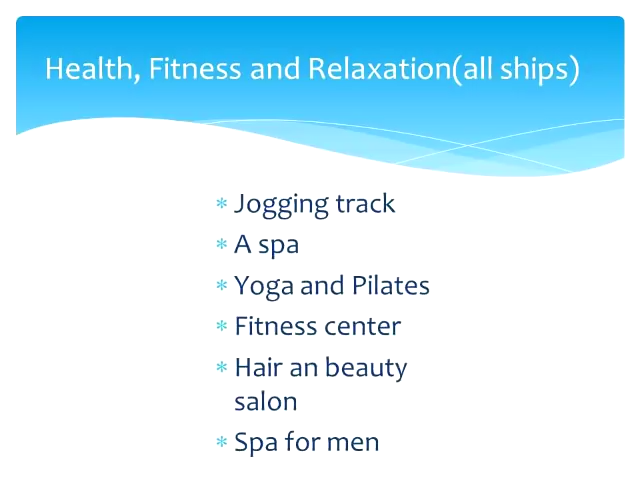 Health, Fitness and Relaxation(all ships)
* Jogging track
* A spa
* Yoga and Pilates
* Fitness center
* Hair an beauty
salon
* Spa for men